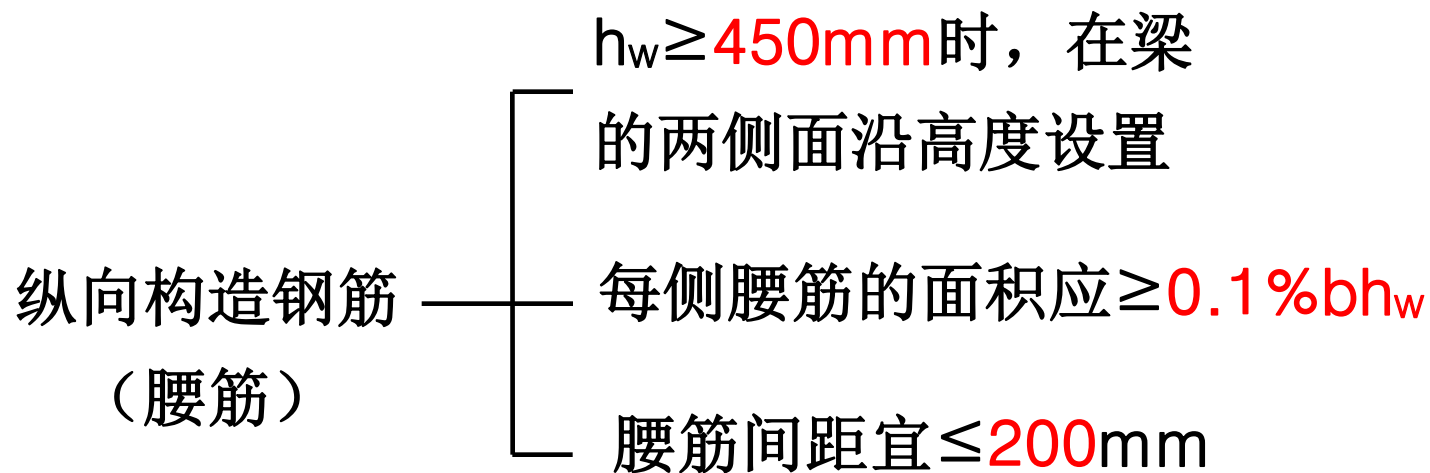 纵向构造钢筋
（腰筋）
hw≥450mm时，在梁
的两侧面沿高度设置
每侧腰筋的面积应≥0.1%bhw
腰筋间距宜≤200mm